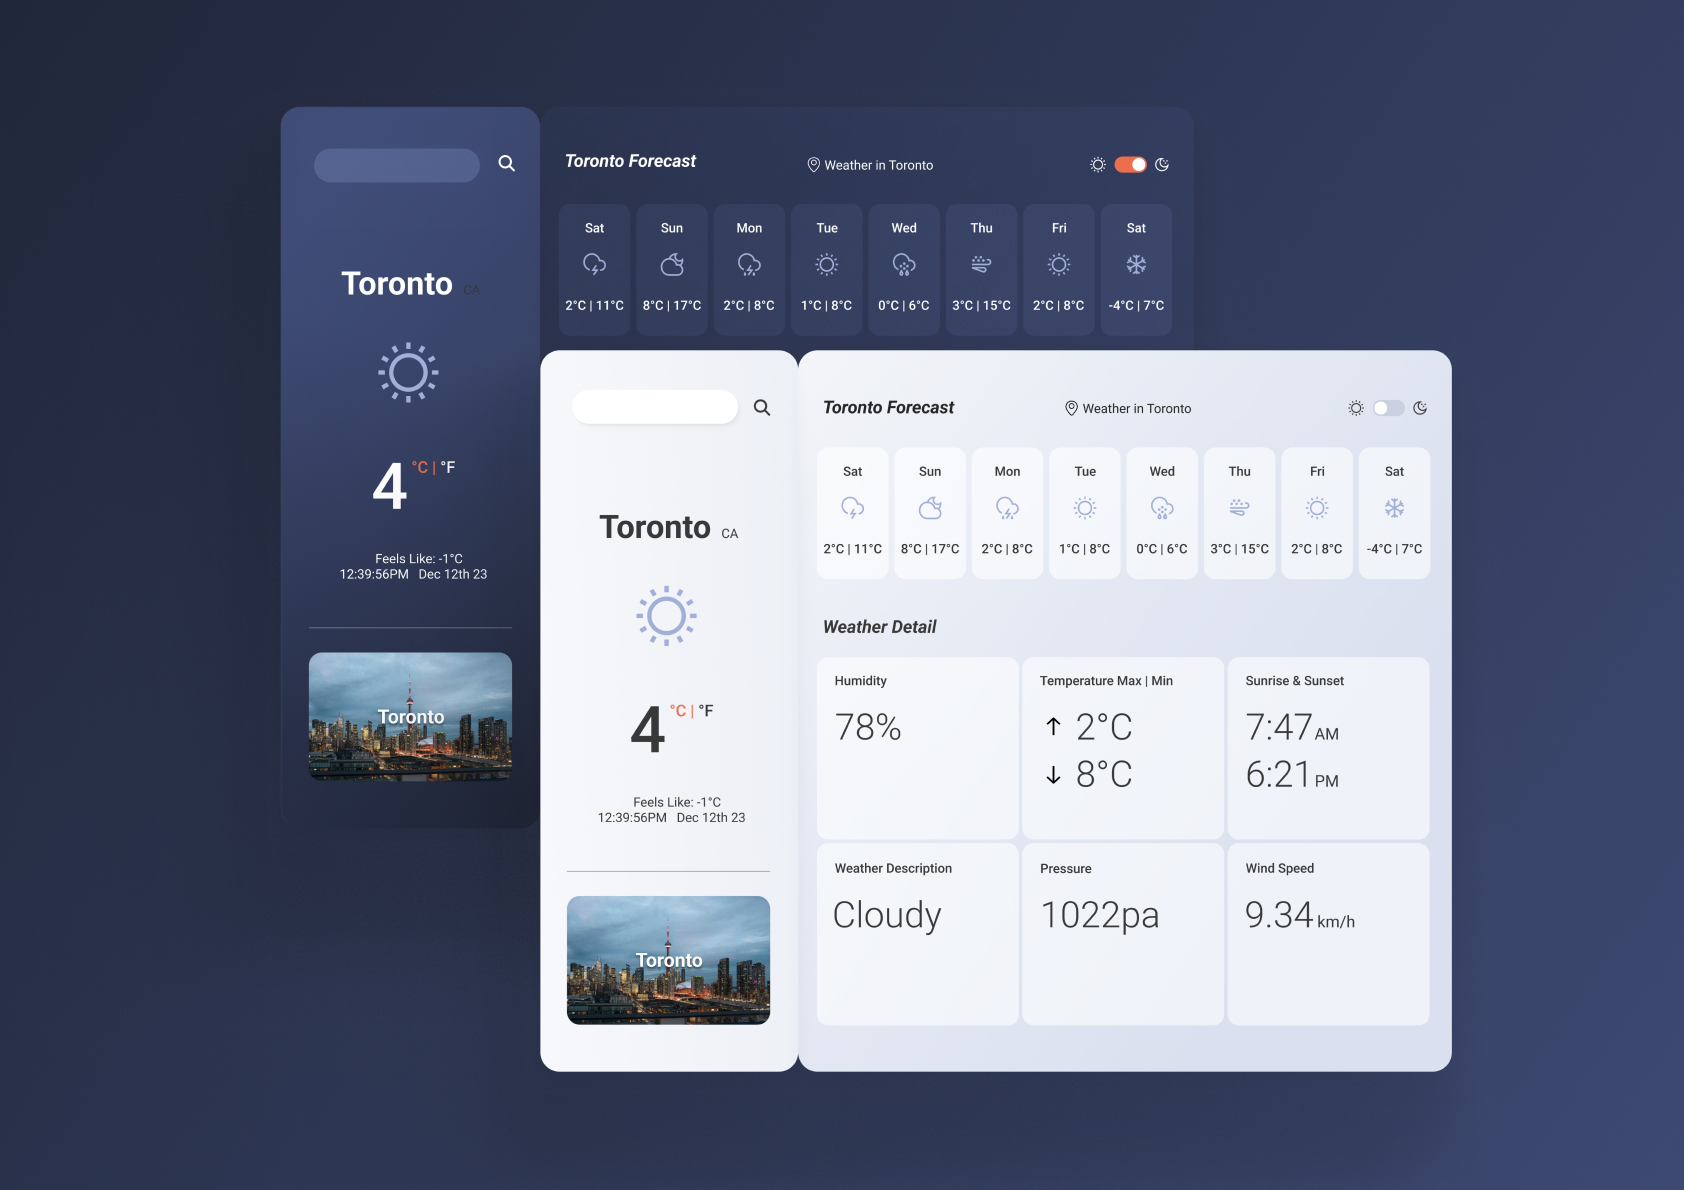 Toronto Forecast
Weather in Toronto
Sat Sun Mon Tue Wed Thu Fri Sat
2°C | 11°C 8°C | 17°C 2°C | 8°C 1°C | 8°C 0°C | 6°C 3°C | 15°C 2°C | 8°C -4°C | 7°C
Toronto CA
4 °C | °F
Feels Like: -1°C
12:39:56PM Dec 12th 23
Toronto
Toronto Forecast
Weather in Toronto
Sat Sun Mon Tue Wed Thu Fri Sat
2°C | 11°C 8°C | 17°C 2°C | 8°C 1°C | 8°C 0°C | 6°C 3°C | 15°C 2°C | 8°C -4°C | 7°C
Toronto CA
4 °C | °F
Feels Like: -1°C
12:39:56PM Dec 12th 23
Toronto
Weather Detail
Humidity
78%
Temperature Max | Min
↑ 2°C
↓ 8°C
Sunrise & Sunset
7:47 AM
6:21 PM
Weather Description
Cloudy
Pressure
1022pa
Wind Speed
9.34 km/h